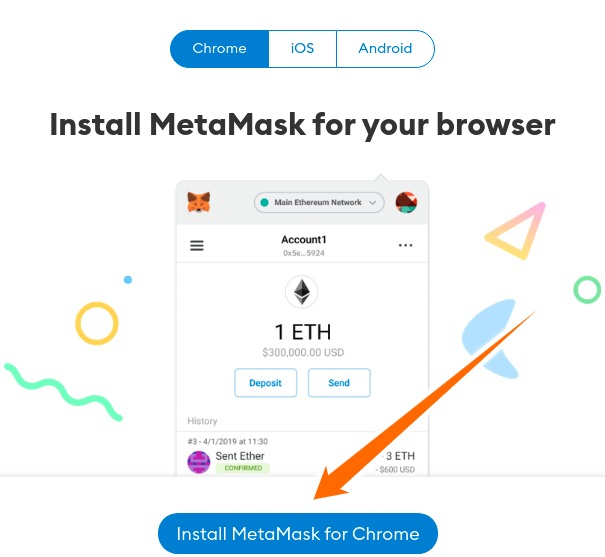 Chrome iOS Android
Install MetaMask for your browser
Main Ethereum Network
Account1
0x5e...5924
1 ETH
$300,000.00 USD
Deposit Send
History
#3 - 4/1/2019 at 11:30
Sent Ether 3 ETH
CONFIRMED - $600 USD
Install MetaMask for Chrome